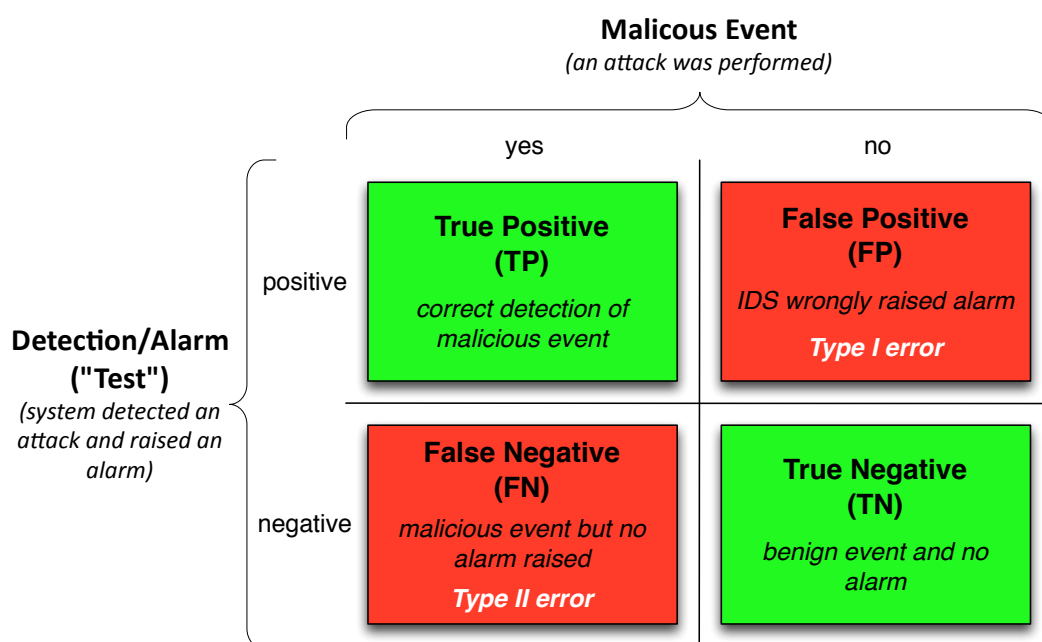 Malicous Event
(an attack was performed)
yes
no
positive
True Positive
(TP)
correct detection of
malicious event
False Positive
(FP)
IDS wrongly raised alarm
Type I error
Detection/Alarm
("Test")
(system detected an
attack and raised an
alarm)
negative
False Negative
(FN)
malicious event but no
alarm raised
Type II error
True Negative
(TN)
benign event and no
alarm